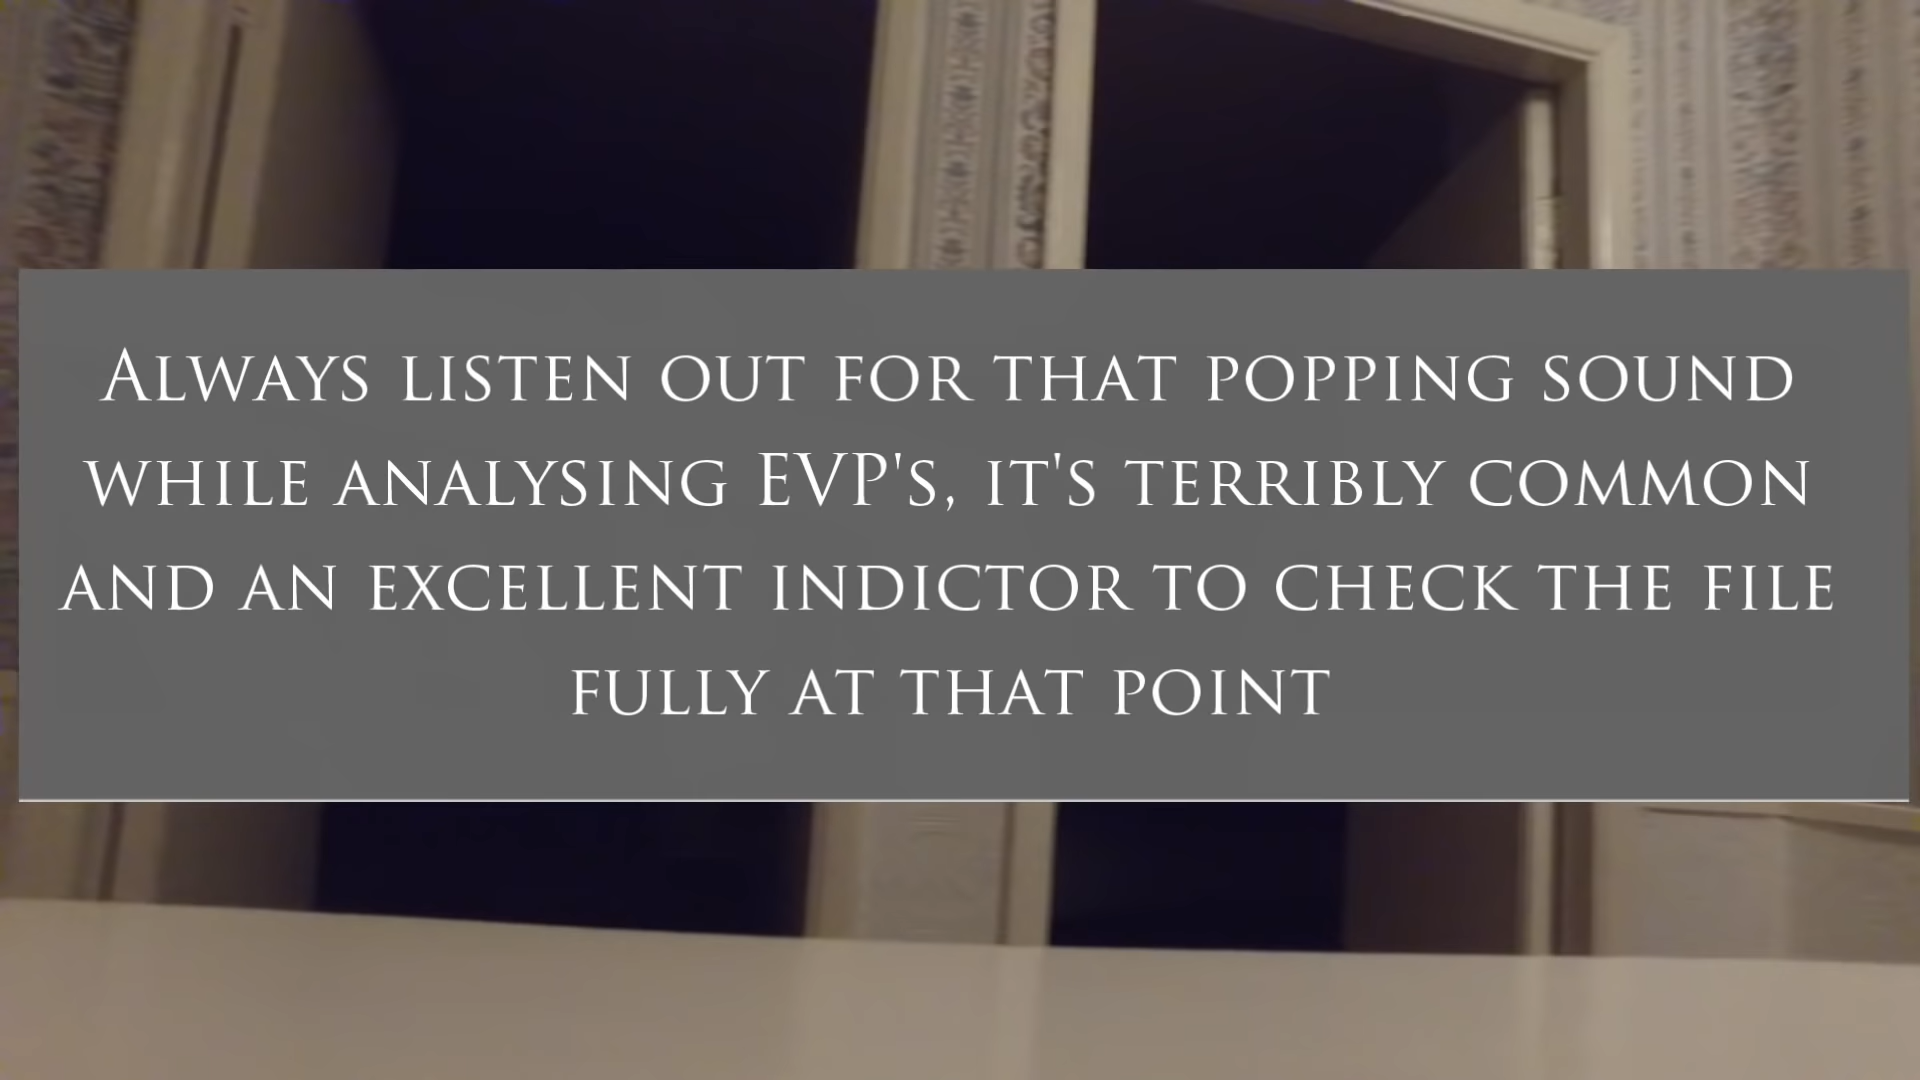 Always listen out for that popping sound
while analysing EVP's, it's terribly common
and an excellent indictor to check the file
fully at that point